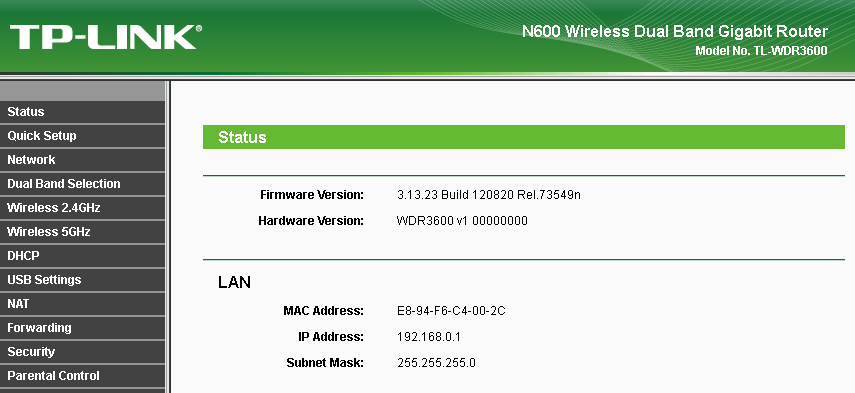 TP-LINK®
N600 Wireless Dual Band Gigabit Router
Model No. TL-WDR3600
Status
Quick Setup
Network
Dual Band Selection
Wireless 2.4GHz
Wireless 5GHz
DHCP
USB Settings
NAT
Forwarding
Security
Parental Control
Status
Firmware Version: 3.13.23 Build 120820 Rel.73549n
Hardware Version: WDR3600 v1 00000000
LAN
MAC Address: E8-94-F6-C4-00-2C
IP Address: 192.168.0.1
Subnet Mask: 255.255.255.0